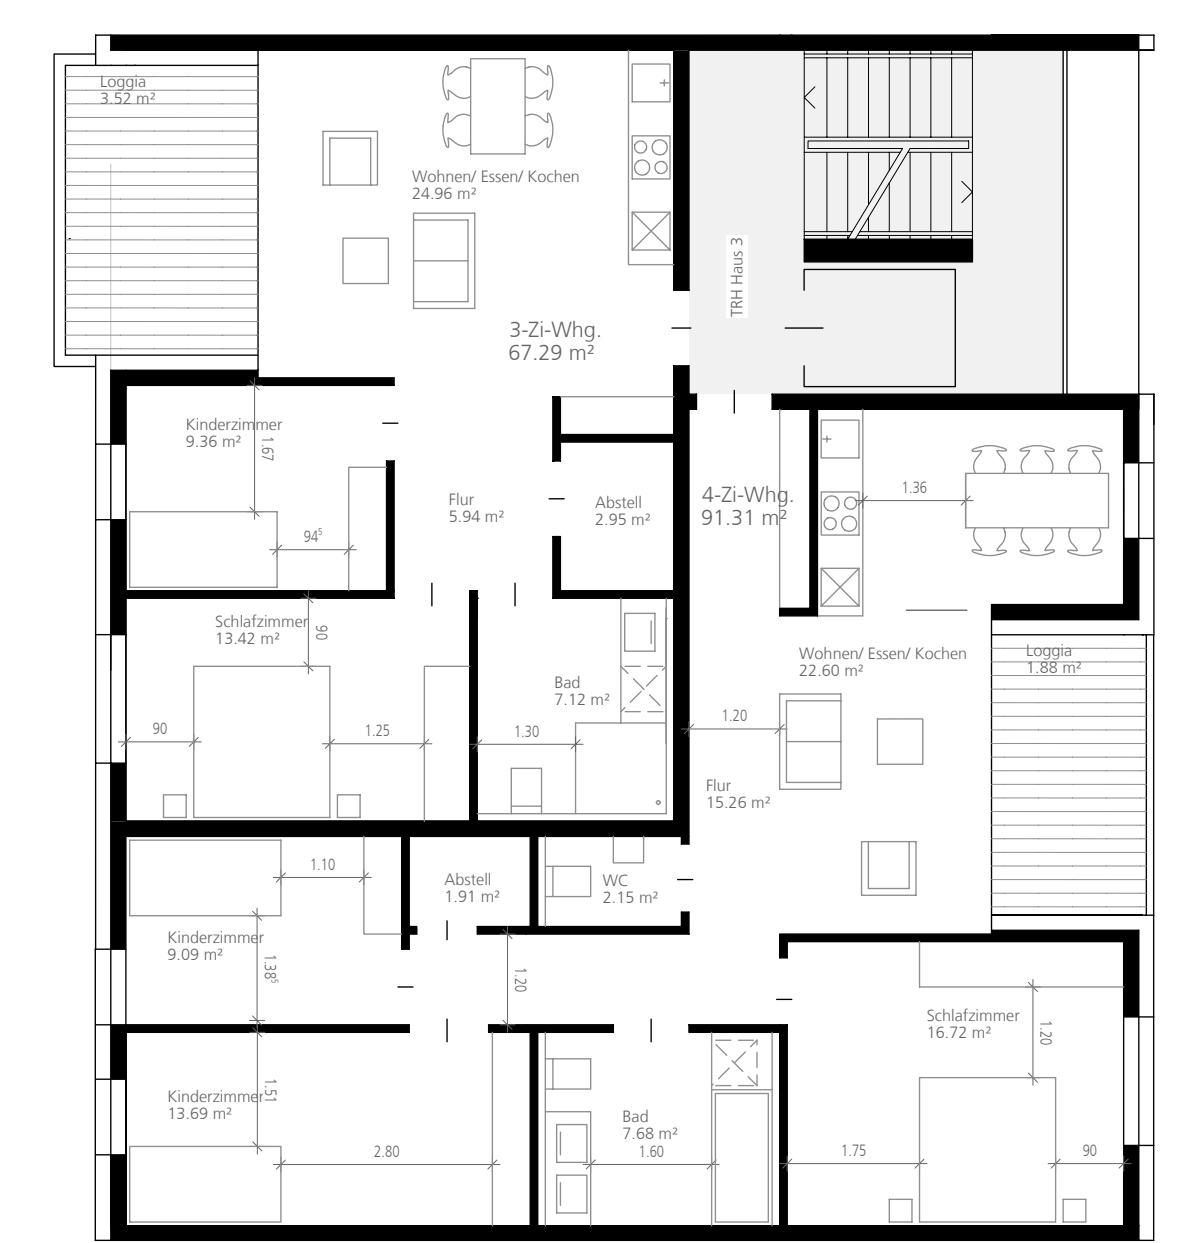 Loggia
3.52 m²
Wohnen/ Essen/ Kochen
24.96 m²
TRH Haus 3
3-Zi-Whg.
67.29 m²
Kinderzimmer
9.36 m²
1.67
94⁵
Flur
5.94 m²
Abstell
2.95 m²
4-Zi-Whg.
91.31 m²
1.36
Schlafzimmer
13.42 m²
90
90
1.25
Bad
7.12 m²
1.30
Wohnen/ Essen/ Kochen
22.60 m²
Loggia
1.88 m²
1.20
Flur
15.26 m²
1.10
Abstell
1.91 m²
WC
2.15 m²
Kinderzimmer
9.09 m²
1.38⁵
1.20
Schlafzimmer
16.72 m²
1.20
Kinderzimmer
13.69 m²
1.51
2.80
Bad
7.68 m²
1.60
1.75
90